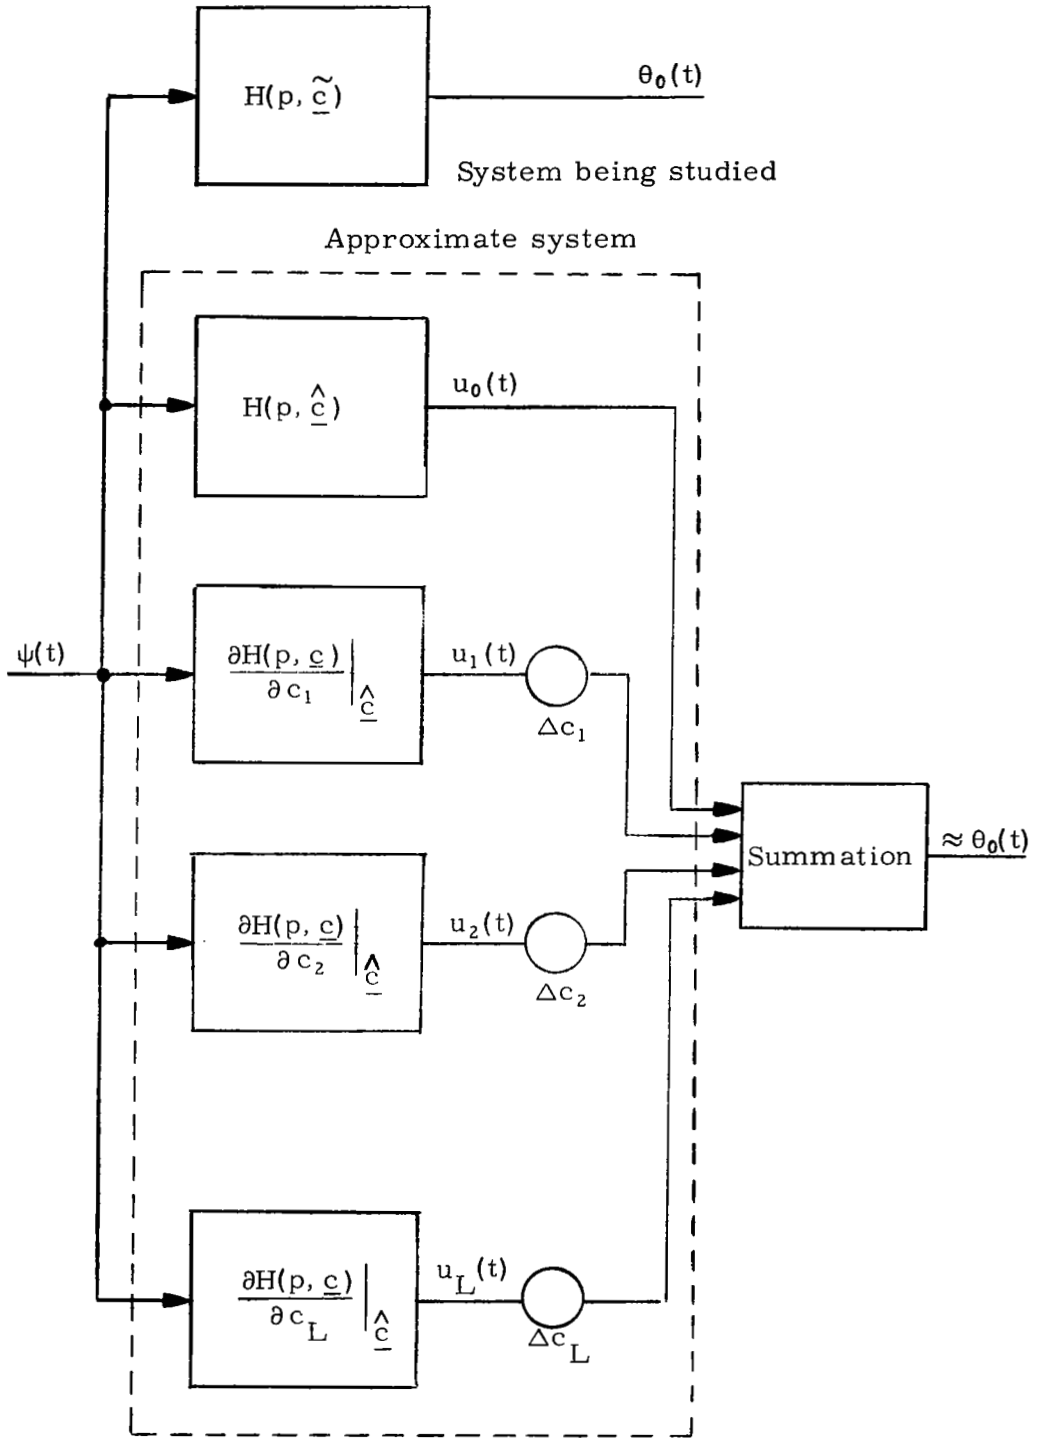 θ₀(t)
H(p, c̲̃)
System being studied
Approximate system
u₀(t)
H(p, ĉ̲)
ψ(t)
∂H(p, c̲)
∂c₁
ĉ̲
u₁(t)
Δc₁
Summation
≈ θ₀(t)
∂H(p, c̲)
∂c₂
ĉ̲
u₂(t)
Δc₂
∂H(p, c̲)
∂c_L
ĉ̲
u_L(t)
Δc_L